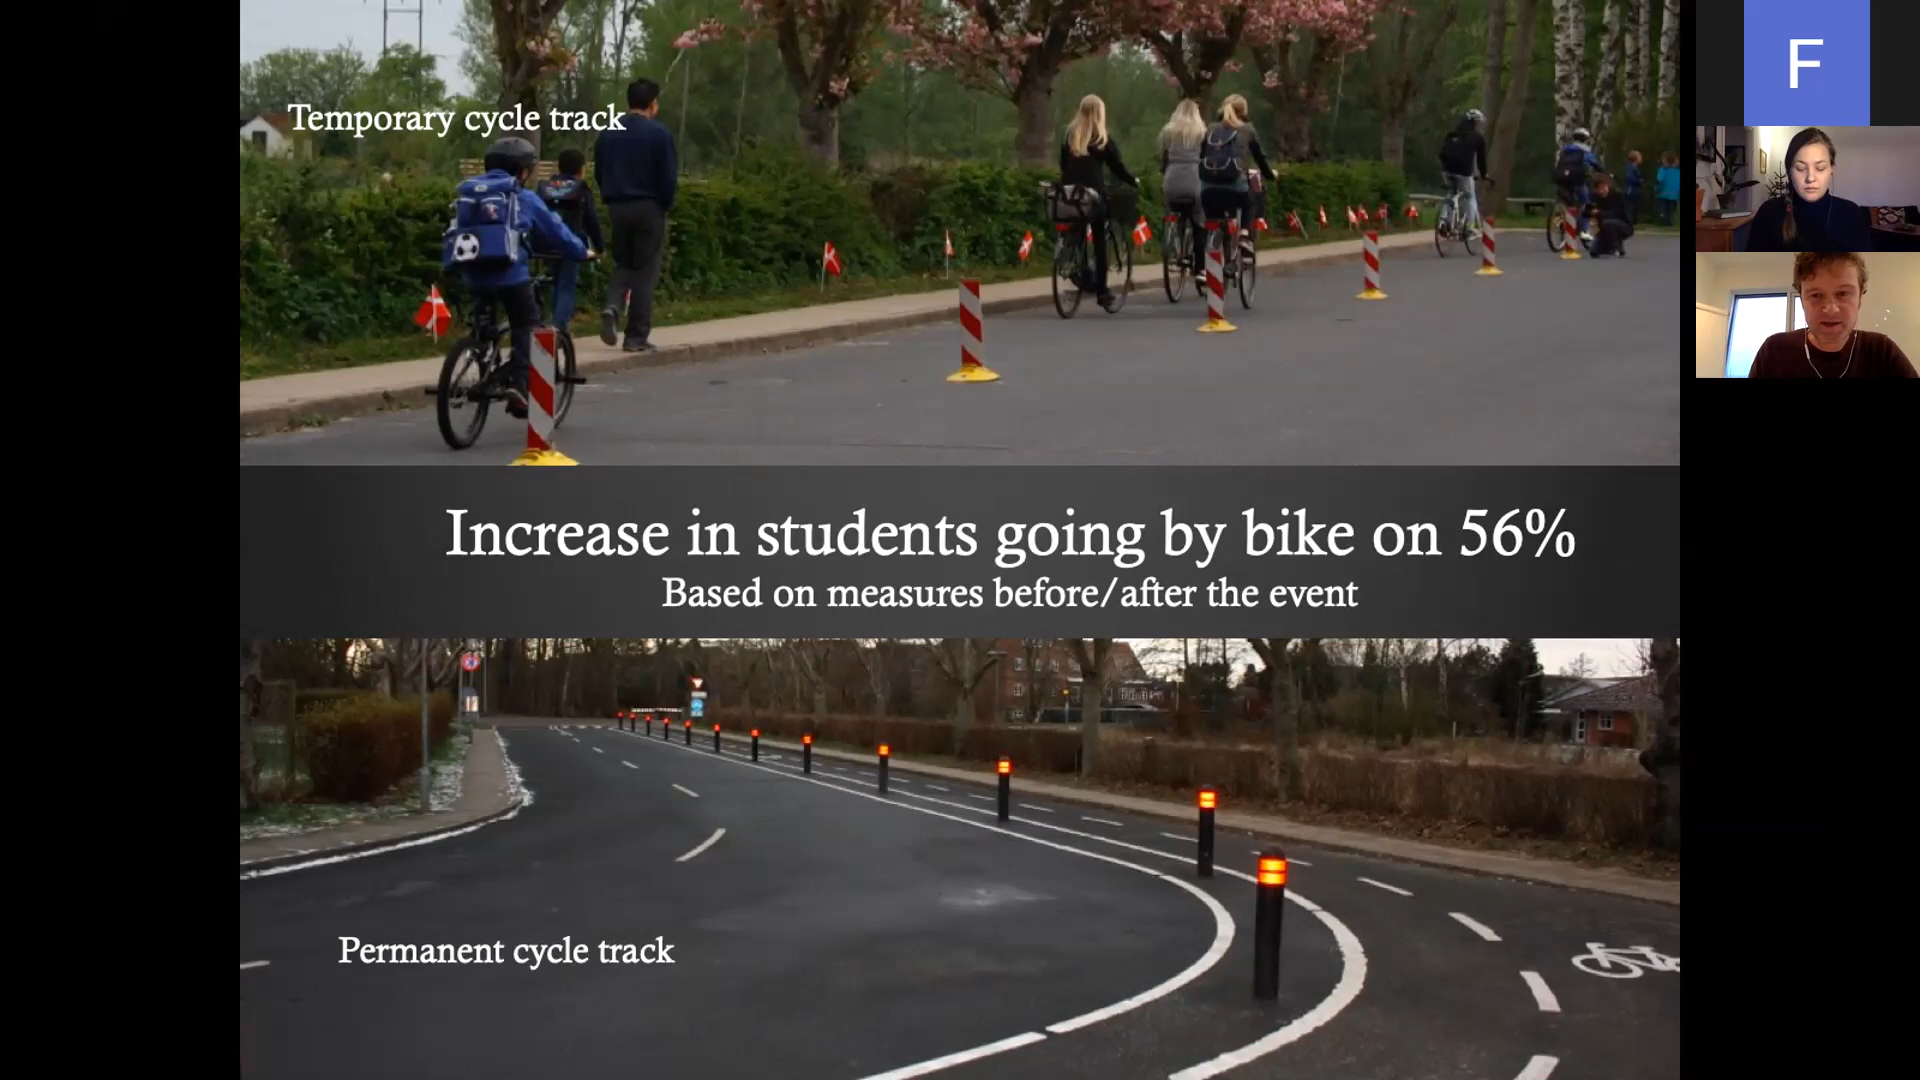 Temporary cycle track
F
Increase in students going by bike on 56%
Based on measures before/after the event
Permanent cycle track